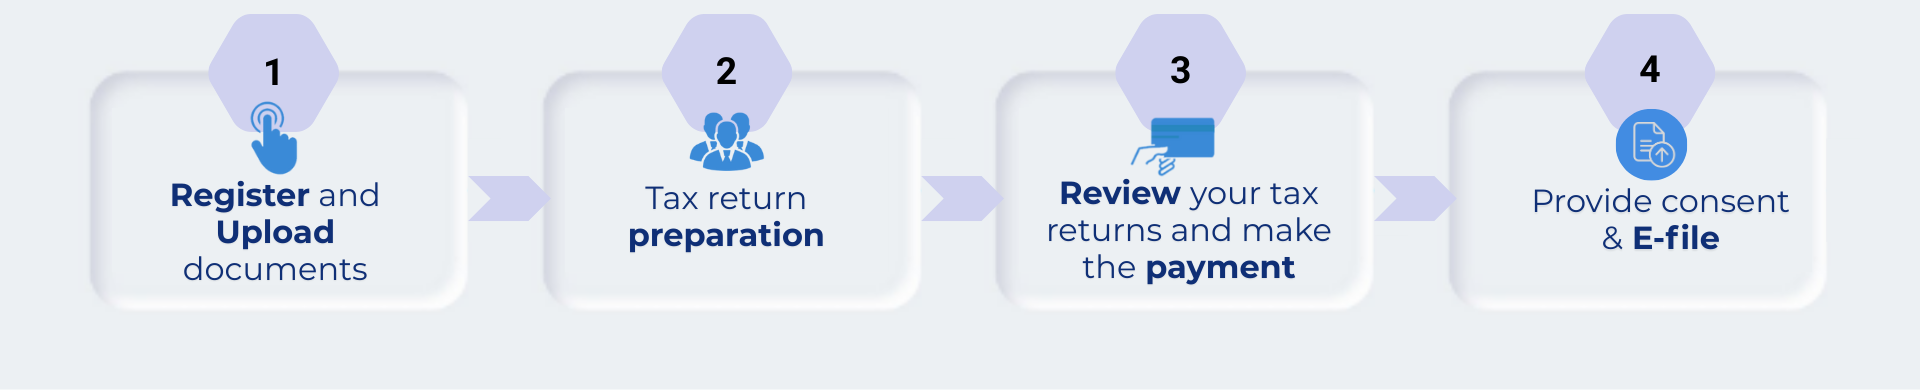 1
Register and
Upload
documents
2
Tax return
preparation
3
Review your tax
returns and make
the payment
4
Provide consent
& E-file